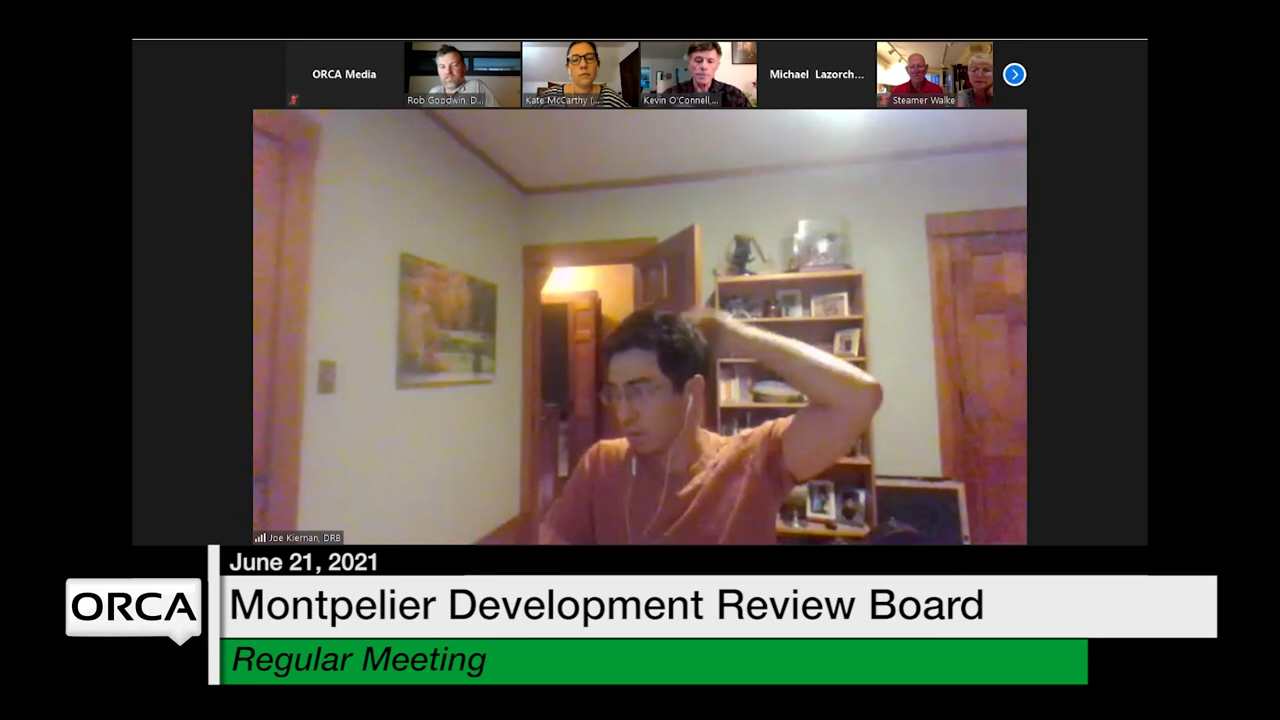 ORCA Media
Rob Goodwin, D...
Kate McCarthy (...
Kevin O'Connell,...
Michael Lazorch...
Steamer Walke
Joe Kiernan, DRB
June 21, 2021
ORCA
Montpelier Development Review Board
Regular Meeting